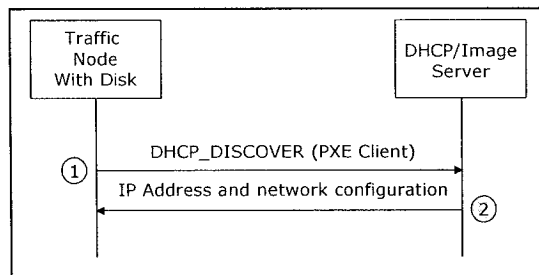 Traffic
Node
With Disk
DHCP/Image
Server
DHCP_DISCOVER (PXE Client)
1
IP Address and network configuration
2